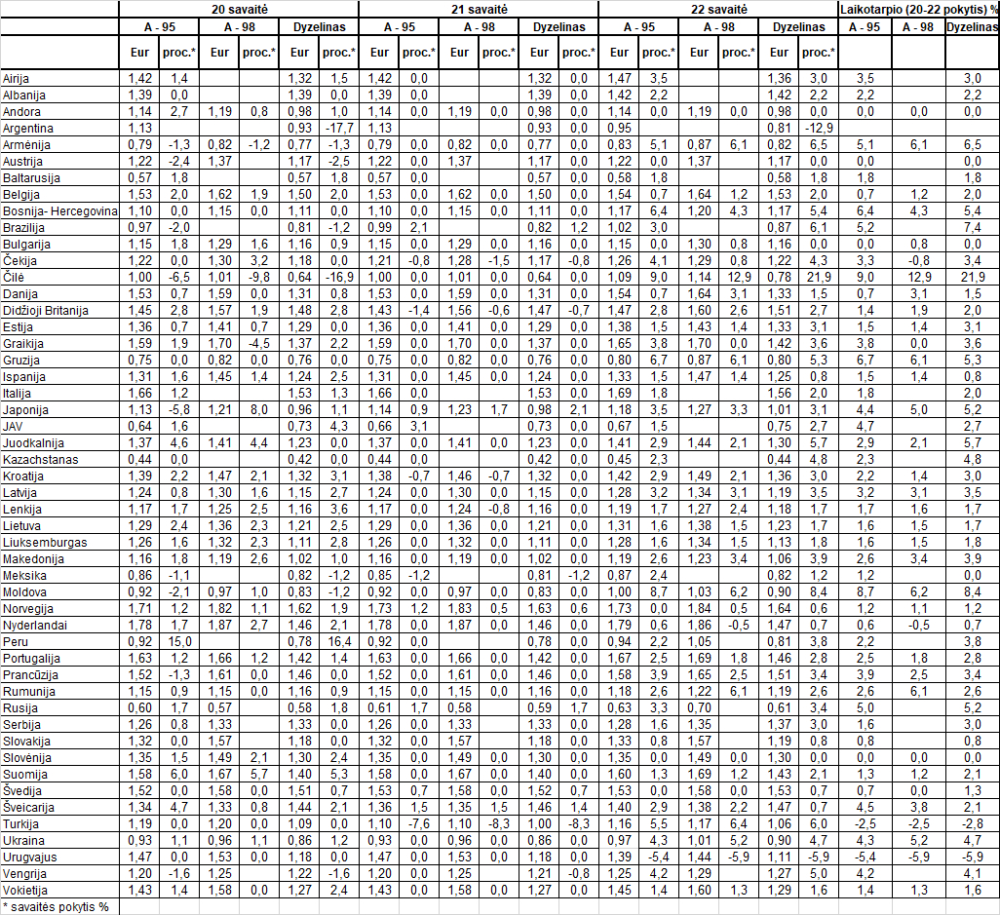 20 savaitė 21 savaitė 22 savaitė Laikotarpio (20-22 pokytis) %
A - 95 A - 98 Dyzelinas A - 95 A - 98 Dyzelinas A - 95 A - 98 Dyzelinas A - 95 A - 98 Dyzelinas
Eur proc.* Eur proc.* Eur proc.* Eur proc.* Eur proc.* Eur proc.* Eur proc.* Eur proc.* Eur proc.*
Airija 1,42 1,4 1,32 1,5 1,42 0,0 1,32 0,0 1,47 3,5 1,36 3,0 3,5 3,0
Albanija 1,39 0,0 1,39 0,0 1,39 0,0 1,39 0,0 1,42 2,2 1,42 2,2 2,2 2,2
Andora 1,14 2,7 1,19 0,8 0,98 1,0 1,14 0,0 1,19 0,0 0,98 0,0 1,14 0,0 1,19 0,0 0,98 0,0 0,0 0,0 0,0
Argentina 1,13 0,93 -17,7 1,13 0,93 0,0 0,95 0,81 -12,9
Armėnija 0,79 -1,3 0,82 -1,2 0,77 -1,3 0,79 0,0 0,82 0,0 0,77 0,0 0,83 5,1 0,87 6,1 0,82 6,5 5,1 6,1 6,5
Austrija 1,22 -2,4 1,37 1,17 -2,5 1,22 0,0 1,37 1,17 0,0 1,22 0,0 1,37 1,17 0,0 0,0 0,0
Baltarusija 0,57 1,8 0,57 1,8 0,57 0,0 0,57 0,0 0,58 1,8 0,58 1,8 1,8 1,8
Belgija 1,53 2,0 1,62 1,9 1,50 2,0 1,53 0,0 1,62 0,0 1,50 0,0 1,54 0,7 1,64 1,2 1,53 2,0 0,7 1,2 2,0
Bosnija- Hercegovina 1,10 0,0 1,15 0,0 1,11 0,0 1,10 0,0 1,15 0,0 1,11 0,0 1,17 6,4 1,20 4,3 1,17 5,4 6,4 4,3 5,4
Brazilija 0,97 -2,0 0,81 -1,2 0,99 2,1 0,82 1,2 1,02 3,0 0,87 6,1 5,2 7,4
Bulgarija 1,15 1,8 1,29 1,6 1,16 0,9 1,15 0,0 1,29 0,0 1,16 0,0 1,15 0,0 1,30 0,8 1,16 0,0 0,0 0,8 0,0
Čekija 1,22 0,0 1,30 3,2 1,18 0,0 1,21 -0,8 1,28 -1,5 1,17 -0,8 1,26 4,1 1,29 0,8 1,22 4,3 3,3 -0,8 3,4
Čilė 1,00 -6,5 1,01 -9,8 0,64 -16,9 1,00 0,0 1,01 0,0 0,64 0,0 1,09 9,0 1,14 12,9 0,78 21,9 9,0 12,9 21,9
Danija 1,53 0,7 1,59 0,0 1,31 0,8 1,53 0,0 1,59 0,0 1,31 0,0 1,54 0,7 1,64 3,1 1,33 1,5 0,7 3,1 1,5
Didžioji Britanija 1,45 2,8 1,57 1,9 1,48 2,8 1,43 -1,4 1,56 -0,6 1,47 -0,7 1,47 2,8 1,60 2,6 1,51 2,7 1,4 1,9 2,0
Estija 1,36 0,7 1,41 0,7 1,29 0,0 1,36 0,0 1,41 0,0 1,29 0,0 1,38 1,5 1,43 1,4 1,33 3,1 1,5 1,4 3,1
Graikija 1,59 1,9 1,70 -4,5 1,37 2,2 1,59 0,0 1,70 0,0 1,37 0,0 1,65 3,8 1,70 0,0 1,42 3,6 3,8 0,0 3,6
Gruzija 0,75 0,0 0,82 0,0 0,76 0,0 0,75 0,0 0,82 0,0 0,76 0,0 0,80 6,7 0,87 6,1 0,80 5,3 6,7 6,1 5,3
Ispanija 1,31 1,6 1,45 1,4 1,24 2,5 1,31 0,0 1,45 0,0 1,24 0,0 1,33 1,5 1,47 1,4 1,25 0,8 1,5 1,4 0,8
Italija 1,66 1,2 1,53 1,3 1,66 0,0 1,53 0,0 1,69 1,8 1,56 2,0 1,8 2,0
Japonija 1,13 -5,8 1,21 8,0 0,96 1,1 1,14 0,9 1,23 1,7 0,98 2,1 1,18 3,5 1,27 3,3 1,01 3,1 4,4 5,0 5,2
JAV 0,64 1,6 0,73 4,3 0,66 3,1 0,73 0,0 0,67 1,5 0,75 2,7 4,7 2,7
Juodkalnija 1,37 4,6 1,41 4,4 1,23 0,0 1,37 0,0 1,41 0,0 1,23 0,0 1,41 2,9 1,44 2,1 1,30 5,7 2,9 2,1 5,7
Kazachstanas 0,44 0,0 0,42 0,0 0,44 0,0 0,42 0,0 0,45 2,3 0,44 4,8 2,3 4,8
Kroatija 1,39 2,2 1,47 2,1 1,32 3,1 1,38 -0,7 1,46 -0,7 1,32 0,0 1,42 2,9 1,49 2,1 1,36 3,0 2,2 1,4 3,0
Latvija 1,24 0,8 1,30 1,6 1,15 2,7 1,24 0,0 1,30 0,0 1,15 0,0 1,28 3,2 1,34 3,1 1,19 3,5 3,2 3,1 3,5
Lenkija 1,17 1,7 1,25 2,5 1,16 3,6 1,17 0,0 1,24 -0,8 1,16 0,0 1,19 1,7 1,27 2,4 1,18 1,7 1,7 1,6 1,7
Lietuva 1,29 2,4 1,36 2,3 1,21 2,5 1,29 0,0 1,36 0,0 1,21 0,0 1,31 1,6 1,38 1,5 1,23 1,7 1,6 1,5 1,7
Liuksemburgas 1,26 1,6 1,32 2,3 1,11 2,8 1,26 0,0 1,32 0,0 1,11 0,0 1,28 1,6 1,34 1,5 1,13 1,8 1,6 1,5 1,8
Makedonija 1,16 1,8 1,19 2,6 1,02 1,0 1,16 0,0 1,19 0,0 1,02 0,0 1,19 2,6 1,23 3,4 1,06 3,9 2,6 3,4 3,9
Meksika 0,86 -1,1 0,82 -1,2 0,85 -1,2 0,81 -1,2 0,87 2,4 0,82 1,2 1,2 0,0
Moldova 0,92 -2,1 0,97 1,0 0,83 -1,2 0,92 0,0 0,97 0,0 0,83 0,0 1,00 8,7 1,03 6,2 0,90 8,4 8,7 6,2 8,4
Norvegija 1,71 1,2 1,82 1,1 1,62 1,9 1,73 1,2 1,83 0,5 1,63 0,6 1,73 0,0 1,84 0,5 1,64 0,6 1,2 1,1 1,2
Nyderlandai 1,78 1,7 1,87 2,7 1,46 2,1 1,78 0,0 1,87 0,0 1,46 0,0 1,79 0,6 1,86 -0,5 1,47 0,7 0,6 -0,5 0,7
Peru 0,92 15,0 0,78 16,4 0,92 0,0 0,78 0,0 0,94 2,2 1,05 0,81 3,8 2,2 3,8
Portugalija 1,63 1,2 1,66 1,2 1,42 1,4 1,63 0,0 1,66 0,0 1,42 0,0 1,67 2,5 1,69 1,8 1,46 2,8 2,5 1,8 2,8
Prancūzija 1,52 -1,3 1,61 0,0 1,46 0,0 1,52 0,0 1,61 0,0 1,46 0,0 1,58 3,9 1,65 2,5 1,51 3,4 3,9 2,5 3,4
Rumunija 1,15 0,9 1,15 0,0 1,16 0,9 1,15 0,0 1,15 0,0 1,16 0,0 1,18 2,6 1,22 6,1 1,19 2,6 2,6 6,1 2,6
Rusija 0,60 1,7 0,57 0,58 1,8 0,61 1,7 0,58 0,59 1,7 0,63 3,3 0,70 0,61 3,4 5,0 5,2
Serbija 1,26 0,8 1,33 1,33 0,0 1,26 0,0 1,33 1,33 0,0 1,28 1,6 1,35 1,37 3,0 1,6 3,0
Slovakija 1,32 0,0 1,57 1,18 0,0 1,32 0,0 1,57 1,18 0,0 1,33 0,8 1,57 1,19 0,8 0,8 0,8
Slovėnija 1,35 1,5 1,49 2,1 1,30 2,4 1,35 0,0 1,49 0,0 1,30 0,0 1,35 0,0 1,49 0,0 1,30 0,0 0,0 0,0 0,0
Suomija 1,58 6,0 1,67 5,7 1,40 5,3 1,58 0,0 1,67 0,0 1,40 0,0 1,60 1,3 1,69 1,2 1,43 2,1 1,3 1,2 2,1
Švedija 1,52 0,0 1,58 0,0 1,51 0,7 1,53 0,7 1,58 0,0 1,52 0,7 1,53 0,0 1,58 0,0 1,53 0,7 0,7 0,0 1,3
Šveicarija 1,34 4,7 1,33 0,8 1,44 2,1 1,36 1,5 1,35 1,5 1,46 1,4 1,40 2,9 1,38 2,2 1,47 0,7 4,5 3,8 2,1
Turkija 1,19 0,0 1,20 0,0 1,09 0,0 1,10 -7,6 1,10 -8,3 1,00 -8,3 1,16 5,5 1,17 6,4 1,06 6,0 -2,5 -2,5 -2,8
Ukraina 0,93 1,1 0,96 1,1 0,86 1,2 0,93 0,0 0,96 0,0 0,86 0,0 0,97 4,3 1,01 5,2 0,90 4,7 4,3 5,2 4,7
Urugvajus 1,47 0,0 1,53 0,0 1,18 0,0 1,47 0,0 1,53 0,0 1,18 0,0 1,39 -5,4 1,44 -5,9 1,11 -5,9 -5,4 -5,9 -5,9
Vengrija 1,20 -1,6 1,25 1,22 -1,6 1,20 0,0 1,25 1,21 -0,8 1,25 4,2 1,29 1,27 5,0 4,2 4,1
Vokietija 1,43 1,4 1,58 0,0 1,27 2,4 1,43 0,0 1,58 0,0 1,27 0,0 1,45 1,4 1,60 1,3 1,29 1,6 1,4 1,3 1,6
* savaitės pokytis %